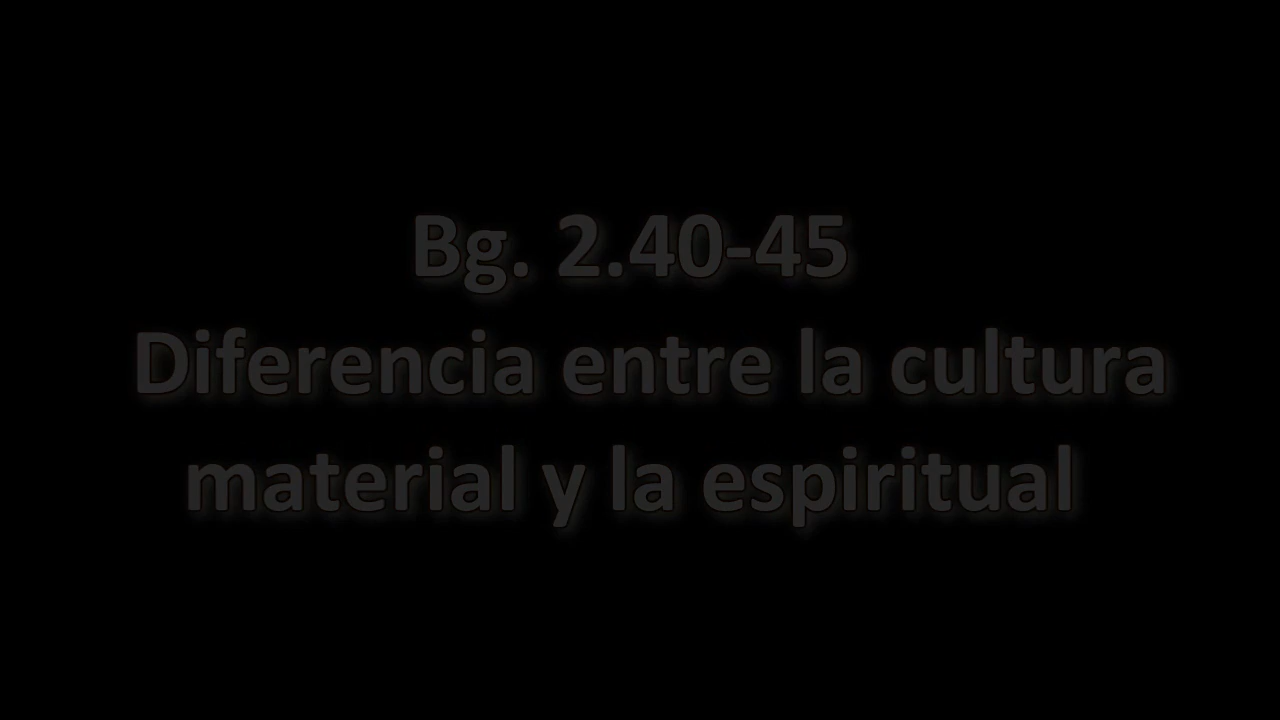 Bg. 2.40-45
Diferencia entre la cultura
material y la espiritual